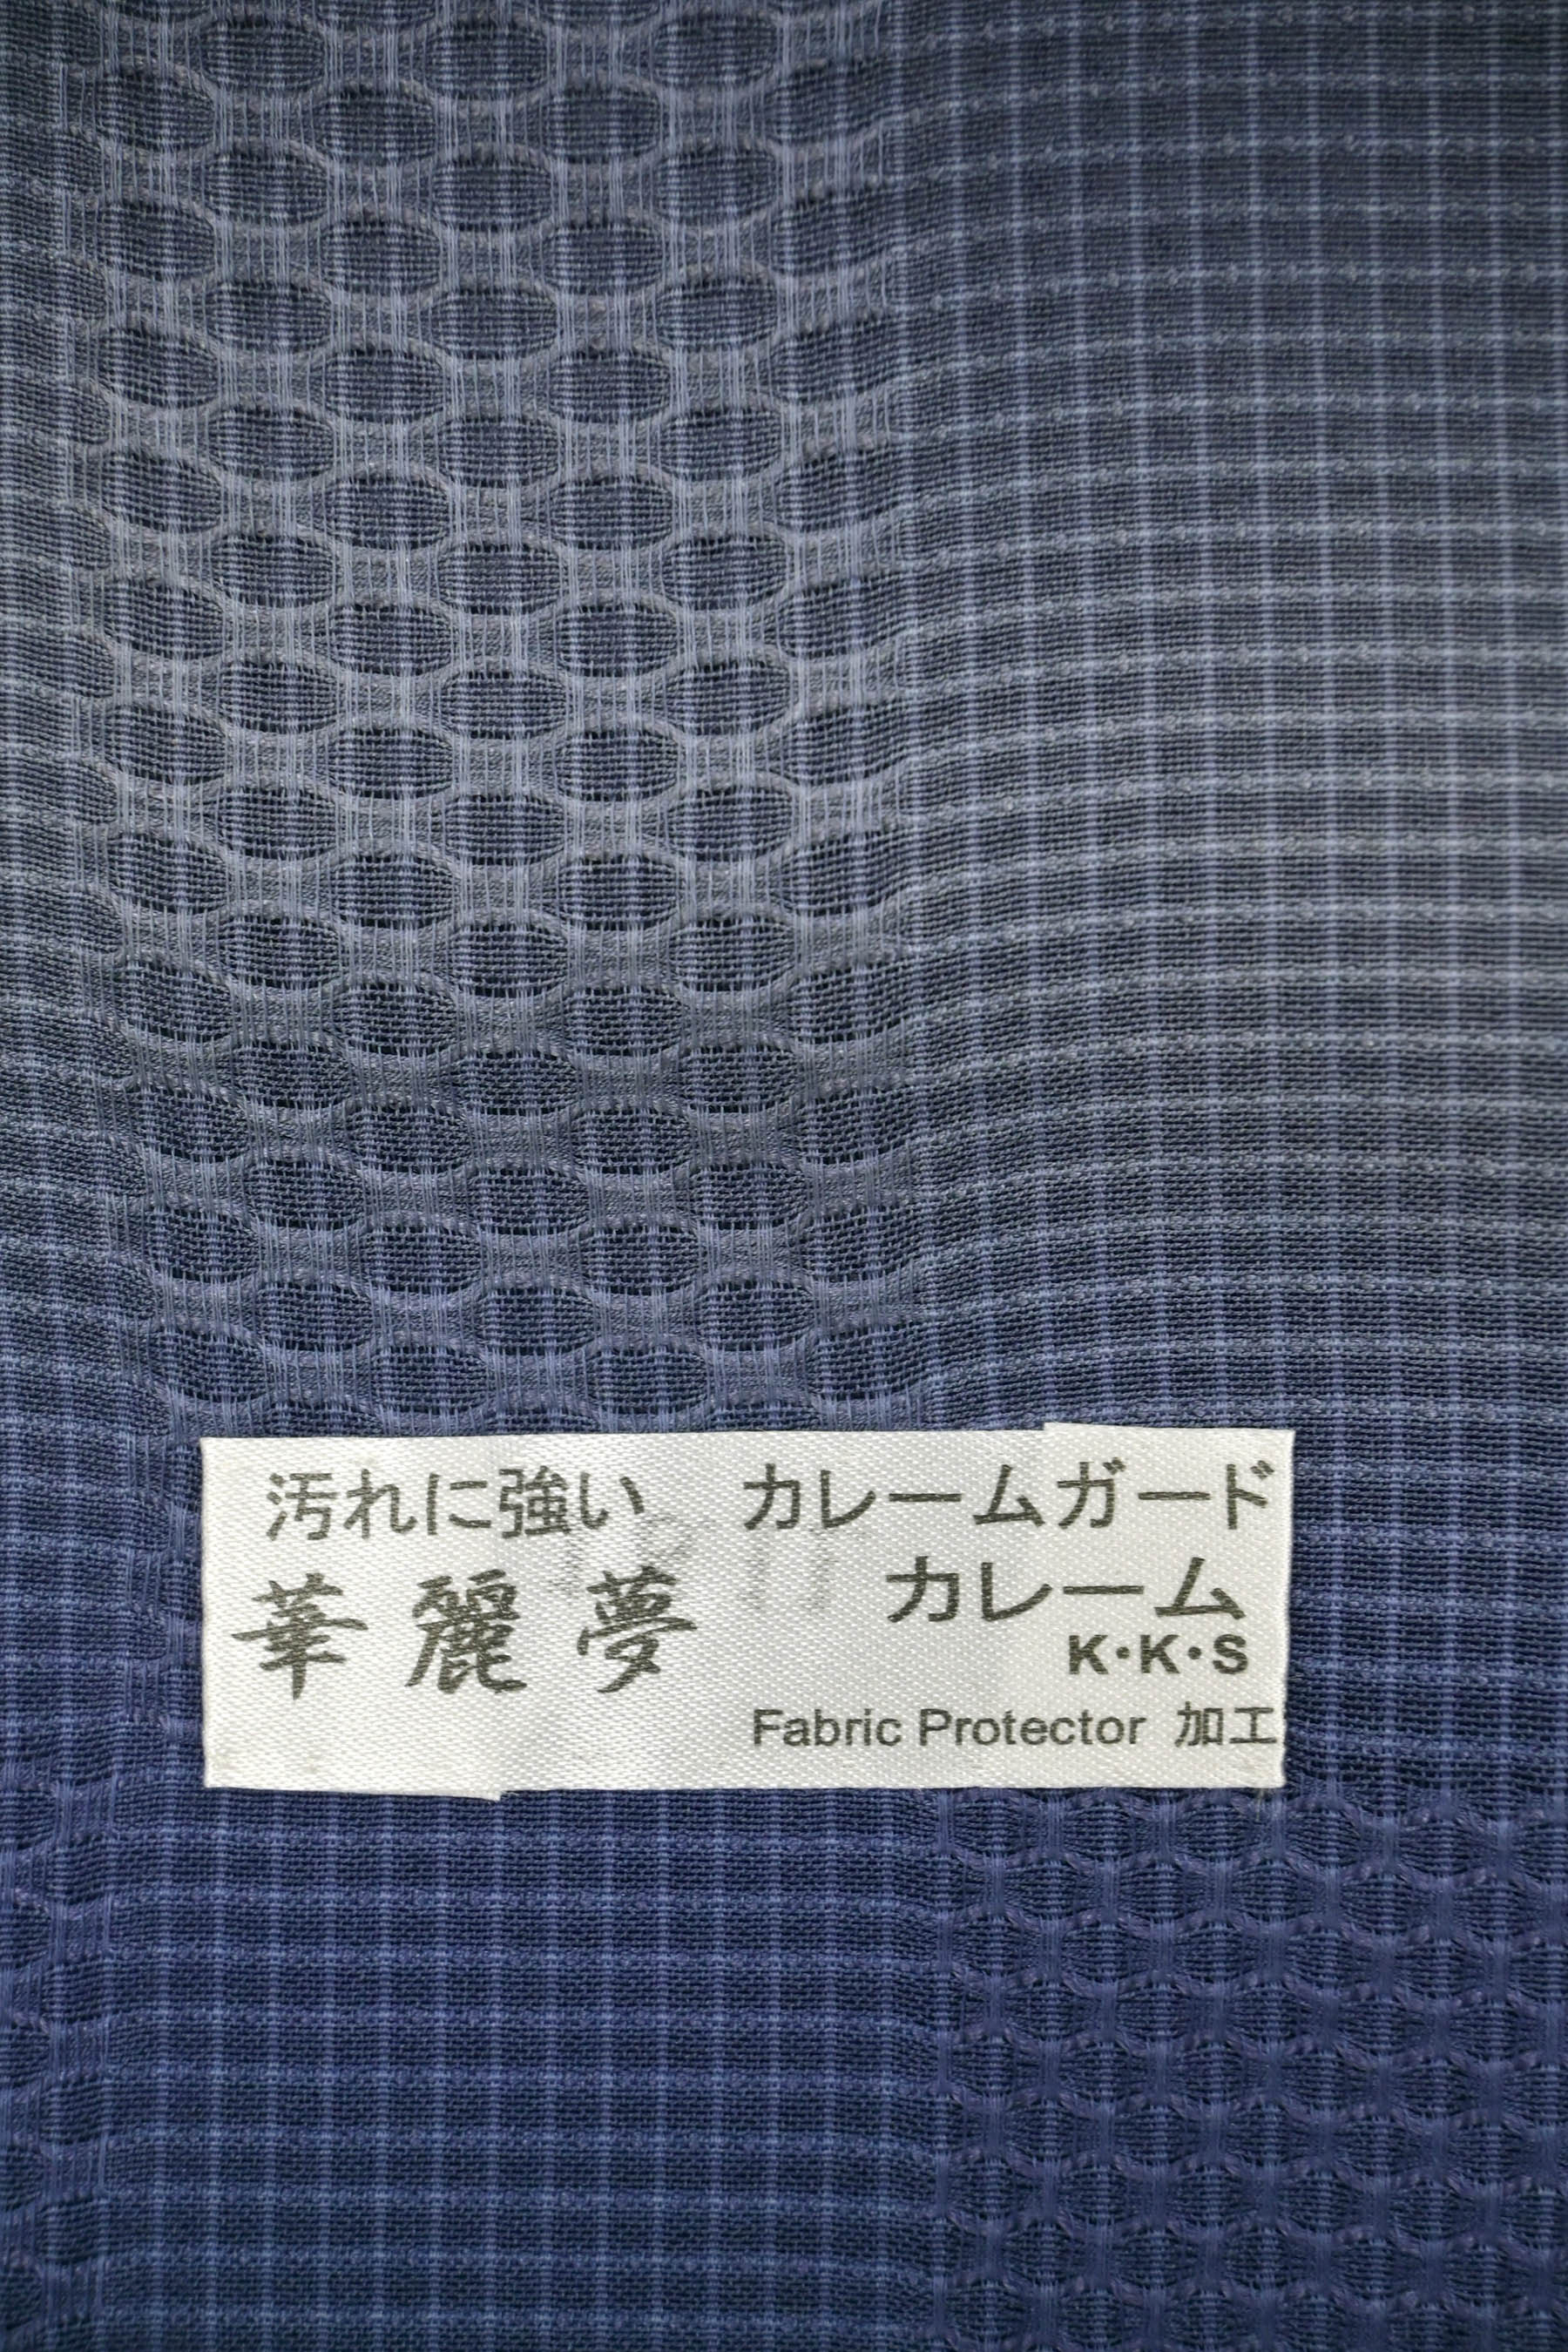 汚れに強い　カレームガード
華麗夢　カレーム
K・K・S
Fabric Protector 加工